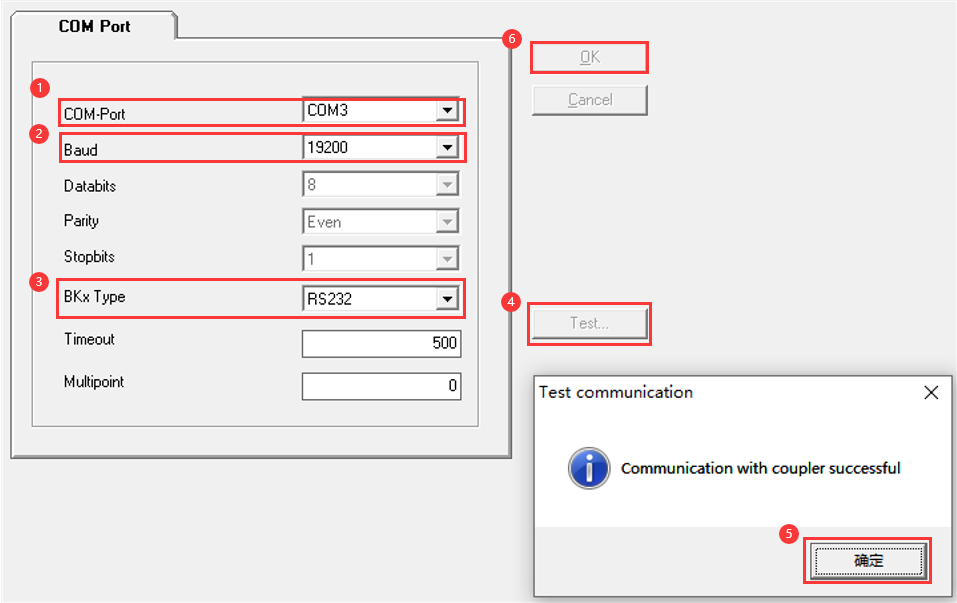 COM Port
6
OK
1
COM-Port COM3
Cancel
2
Baud 19200
Databits 8
Parity Even
Stopbits 1
3
BKx Type RS232
4
Test...
Timeout 500
Multipoint 0
Test communication
Communication with coupler successful
5
确定